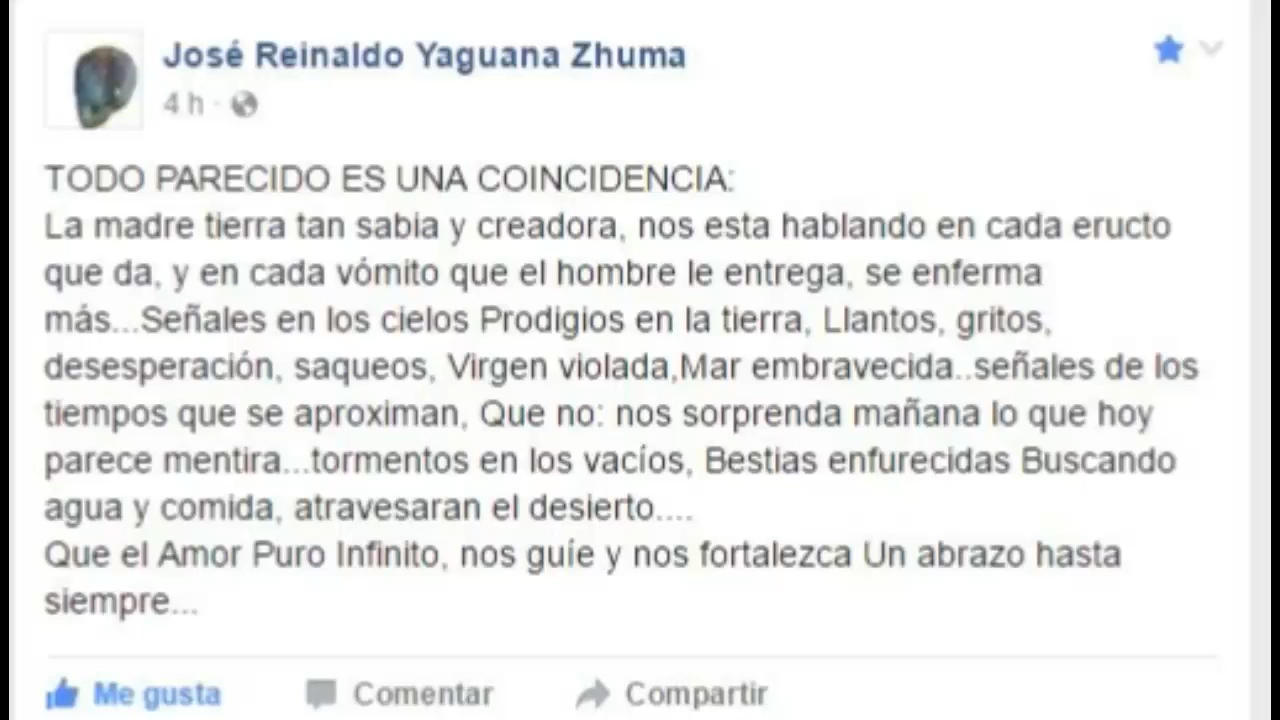 José Reinaldo Yaguana Zhuma
4 h ·
TODO PARECIDO ES UNA COINCIDENCIA:
La madre tierra tan sabia y creadora, nos esta hablando en cada eructo
que da, y en cada vómito que el hombre le entrega, se enferma
más...Señales en los cielos Prodigios en la tierra, Llantos, gritos,
desesperación, saqueos, Virgen violada,Mar embravecida..señales de los
tiempos que se aproximan, Que no: nos sorprenda mañana lo que hoy
parece mentira...tormentos en los vacíos, Bestias enfurecidas Buscando
agua y comida, atravesaran el desierto....
Que el Amor Puro Infinito, nos guíe y nos fortalezca Un abrazo hasta
siempre...
Me gusta Comentar Compartir